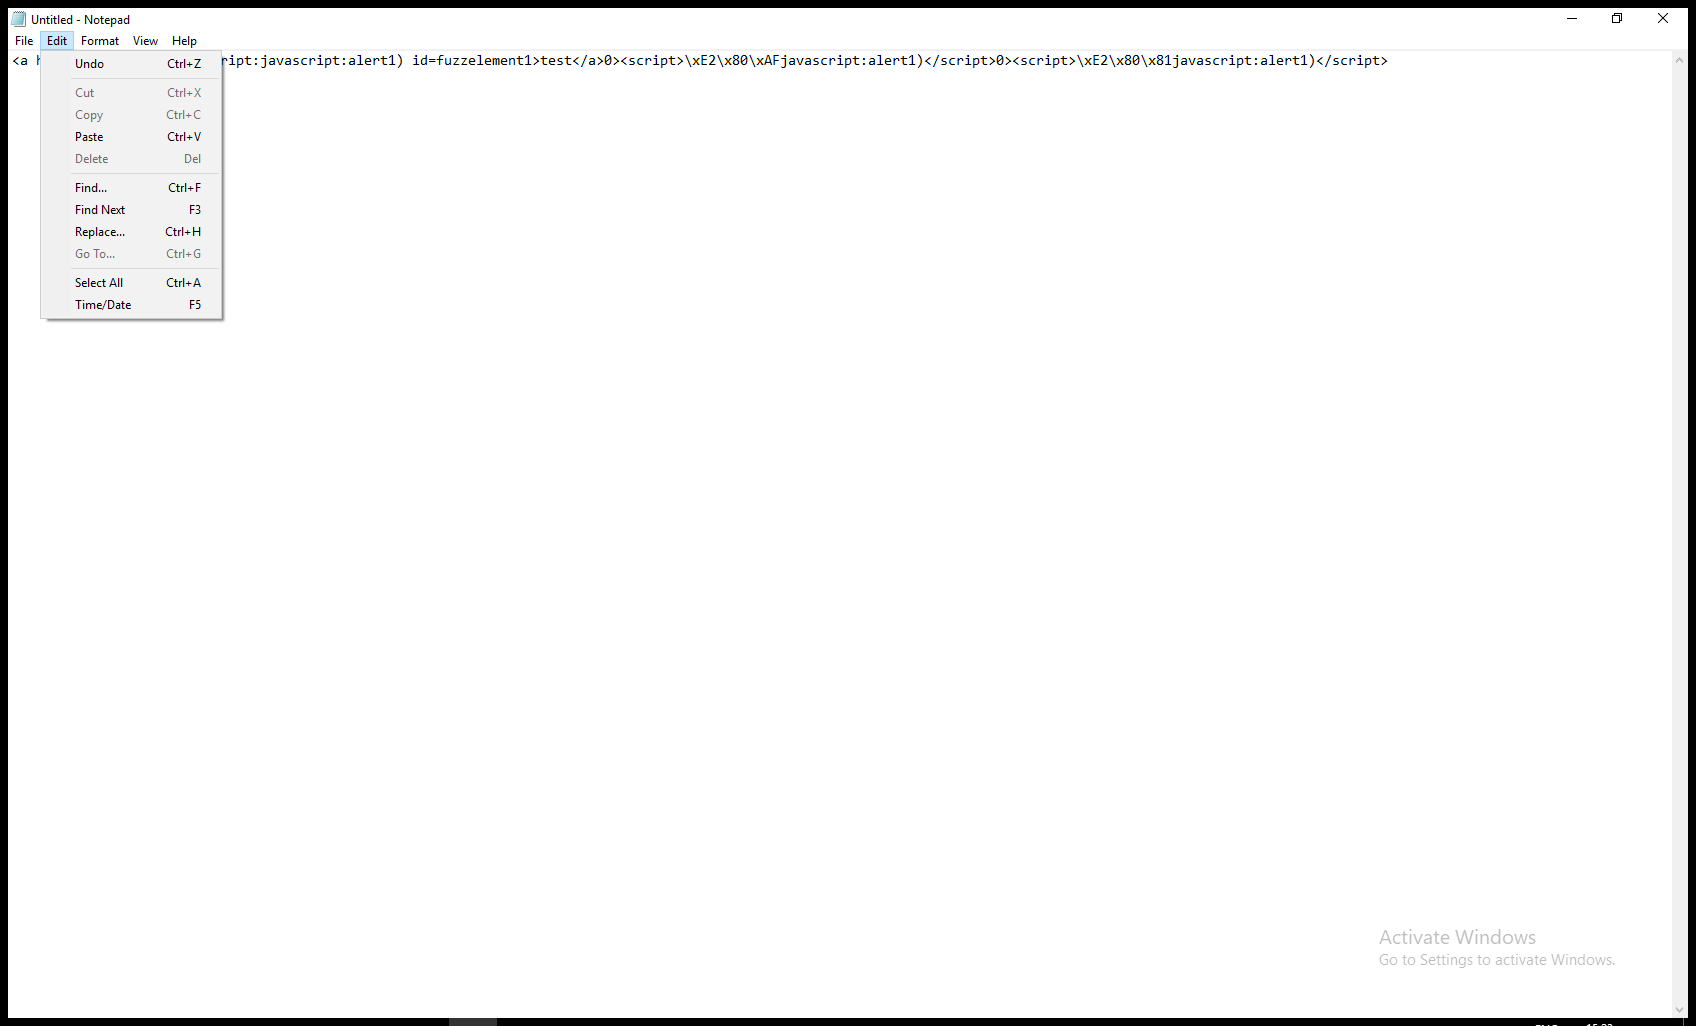 Untitled - Notepad
File Edit Format View Help
<a ript:javascript:alert1) id=fuzzelement1>test</a>0><script>\xE2\x80\xAFjavascript:alert1)</script>0><script>\xE2\x80\x81javascript:alert1)</script>
Undo Ctrl+Z
Cut Ctrl+X
Copy Ctrl+C
Paste Ctrl+V
Delete Del
Find... Ctrl+F
Find Next F3
Replace... Ctrl+H
Go To... Ctrl+G
Select All Ctrl+A
Time/Date F5
Activate Windows
Go to Settings to activate Windows.